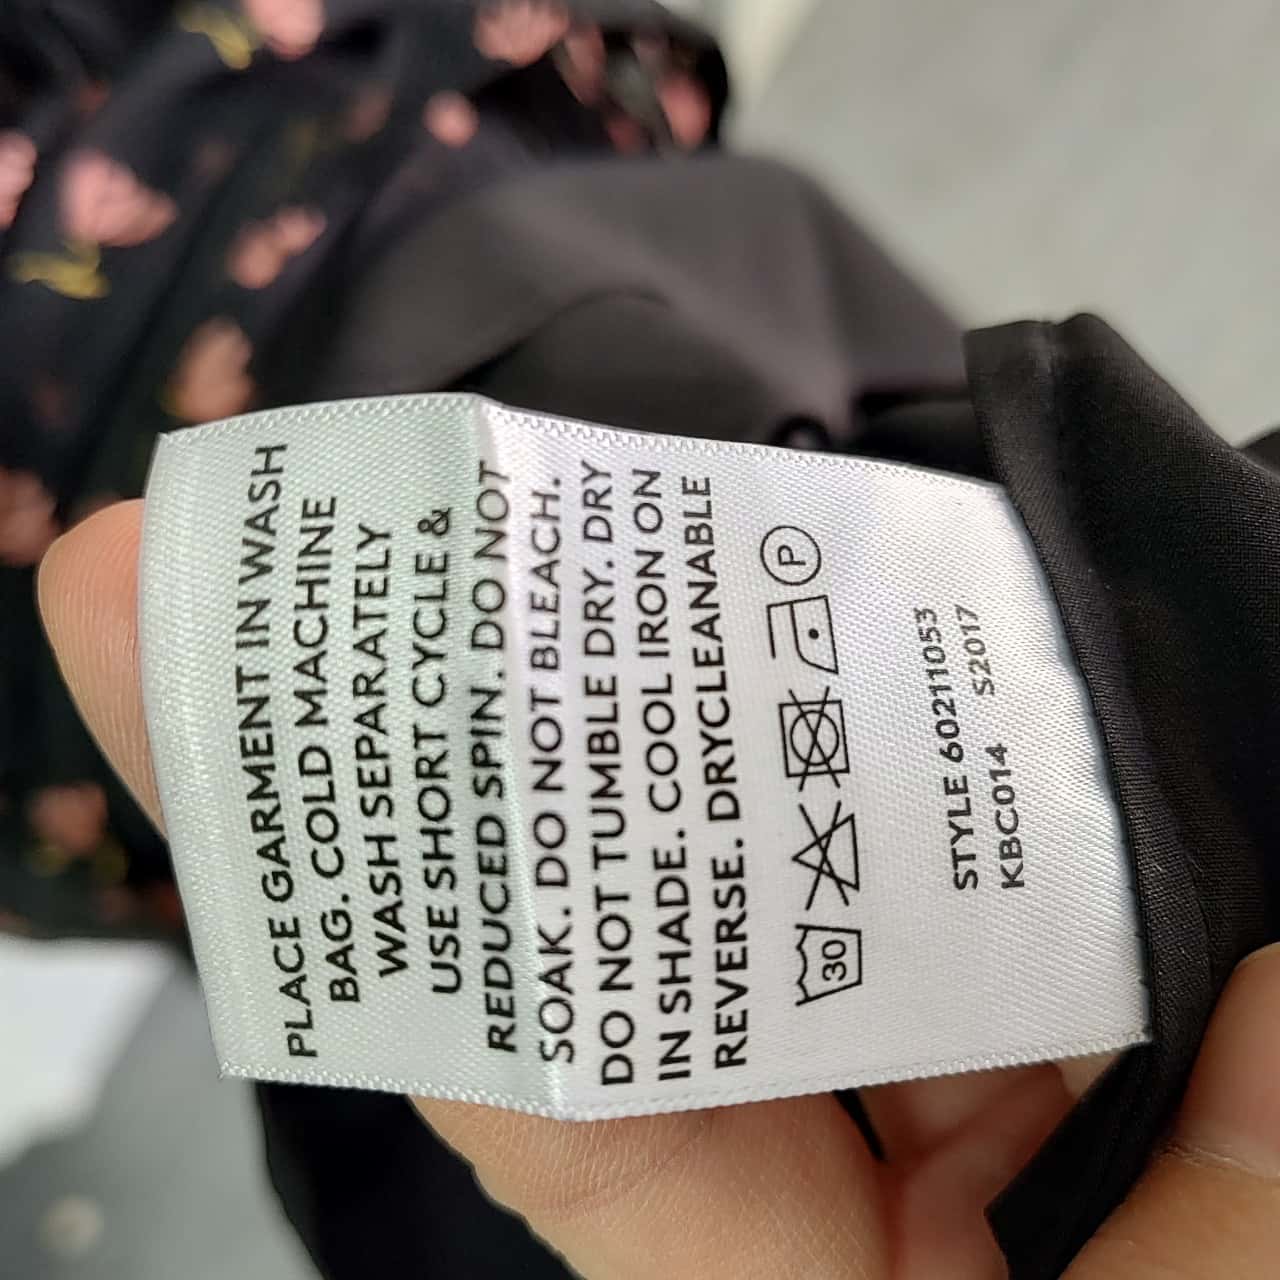 PLACE GARMENT IN WASH
BAG. COLD MACHINE
WASH SEPARATELY
USE SHORT CYCLE &
REDUCED SPIN. DO NOT
SOAK. DO NOT BLEACH.
DO NOT TUMBLE DRY. DRY
IN SHADE. COOL IRON ON
REVERSE. DRYCLEANABLE
30 P
STYLE 60211053
KBC014 S2017